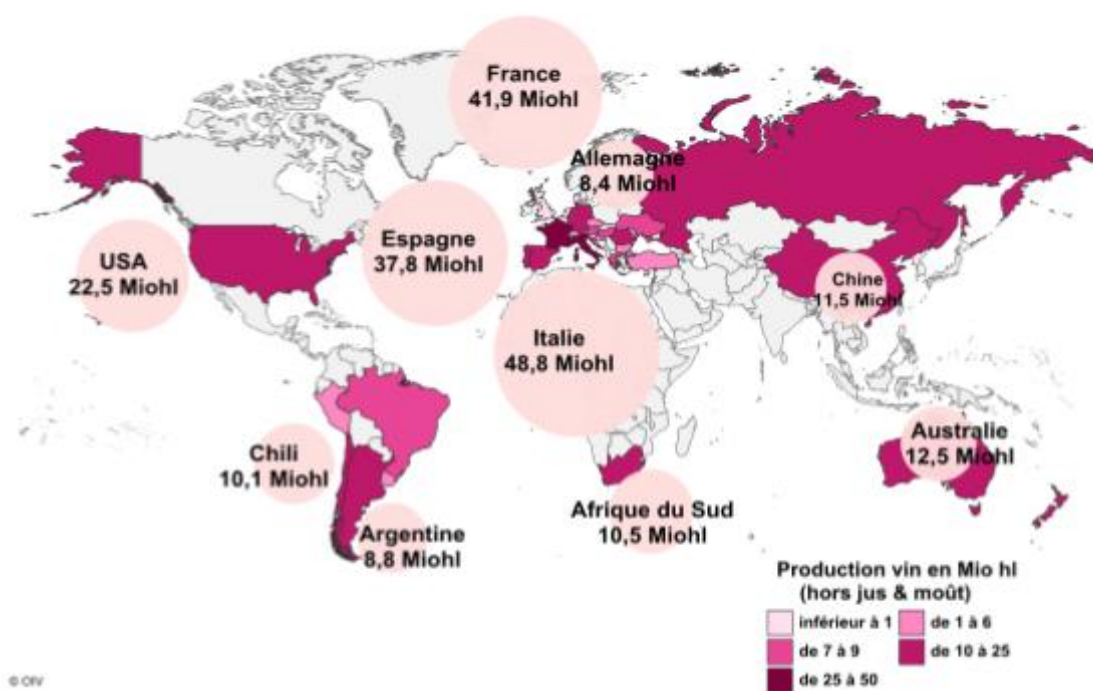 France
41,9 Miohl
Allemagne
8,4 Miohl
Espagne
37,8 Miohl
USA
22,5 Miohl
Chine
11,5 Miohl
Italie
48,8 Miohl
Australie
12,5 Miohl
Chili
10,1 Miohl
Afrique du Sud
10,5 Miohl
Argentine
8,8 Miohl
Production vin en Mio hl
(hors jus & moût)
inférieur à 1
de 1 à 6
de 7 à 9
de 10 à 25
de 25 à 50
© OIV